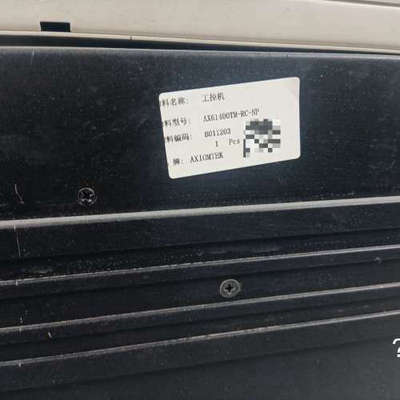 料名称: 工控机
料型号: AX61400TM-RC-NP
料编码: B011203
1 Pcs
牌: AXIOMTEK
?